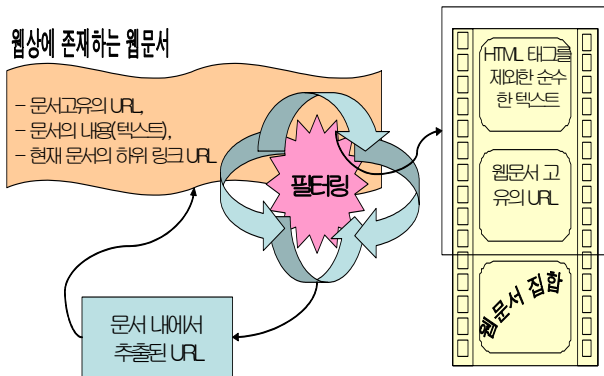 웹상에 존재하는 웹문서
- 문서고유의 URL,
- 문서의 내용(텍스트),
- 현재 문서의 하위 링크 URL
필터링
문서 내에서
추출된 URL
HTML 태그를
제외한 순수
한 텍스트
웹문서 고
유의 URL
웹문서 집합